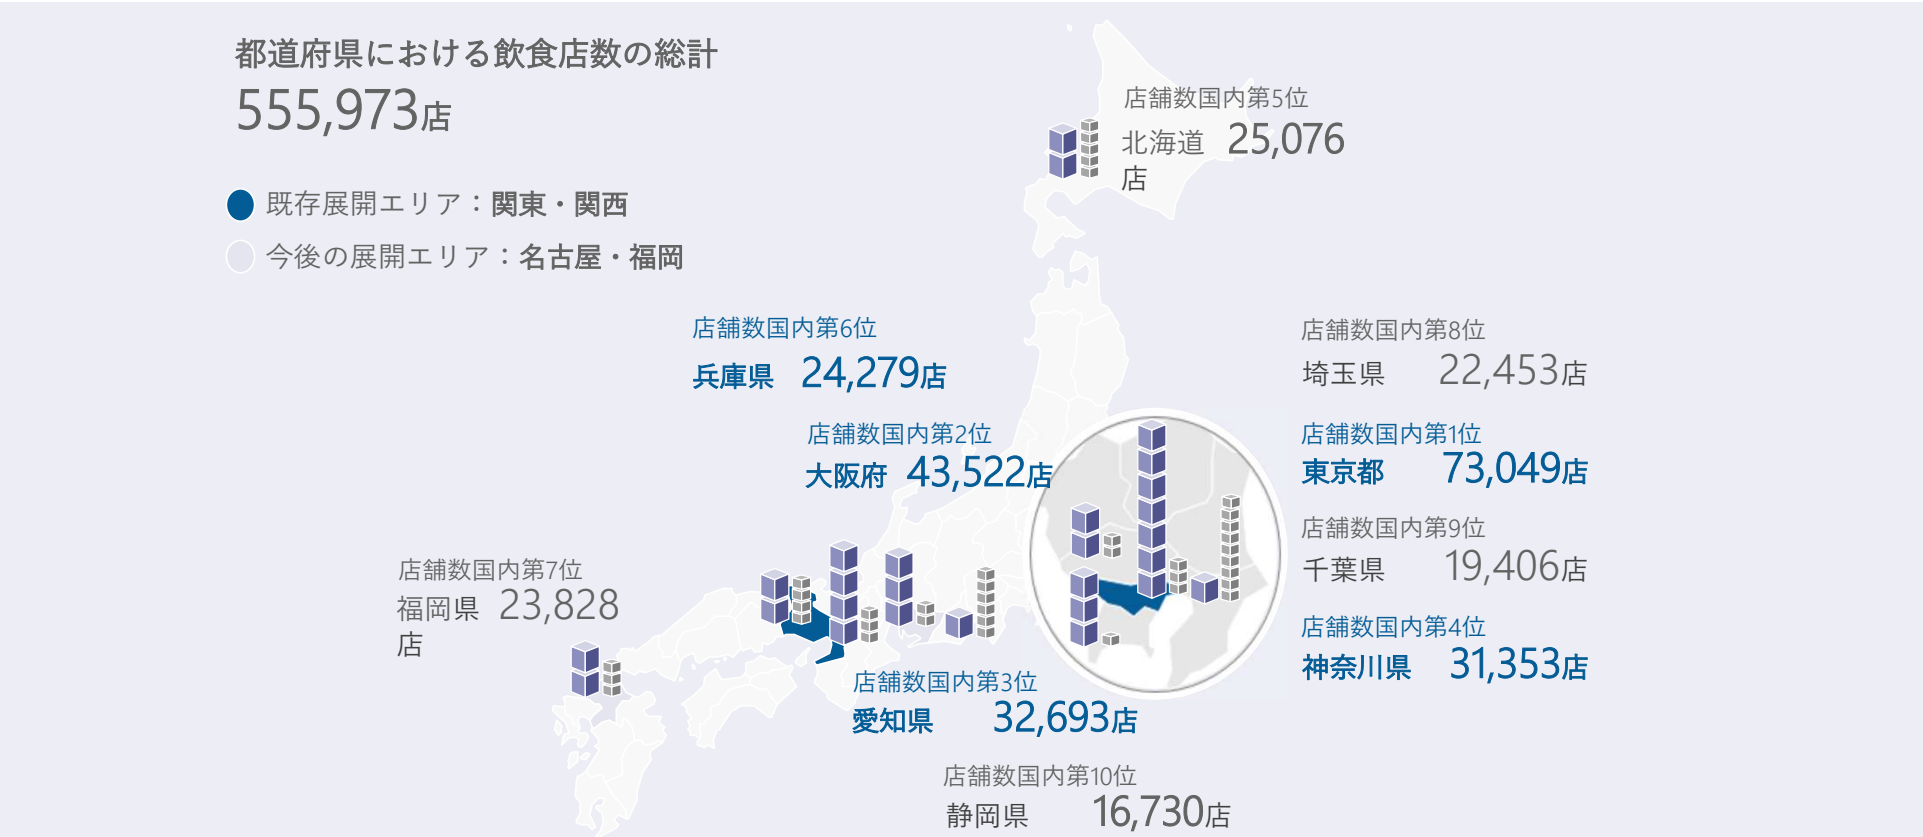 都道府県における飲食店数の総計
555,973店
既存展開エリア：関東・関西
今後の展開エリア：名古屋・福岡
店舗数国内第5位
北海道 25,076
店
店舗数国内第6位
兵庫県 24,279店
店舗数国内第2位
大阪府 43,522店
店舗数国内第8位
埼玉県 22,453店
店舗数国内第1位
東京都 73,049店
店舗数国内第9位
千葉県 19,406店
店舗数国内第4位
神奈川県 31,353店
店舗数国内第7位
福岡県 23,828
店
店舗数国内第3位
愛知県 32,693店
店舗数国内第10位
静岡県 16,730店